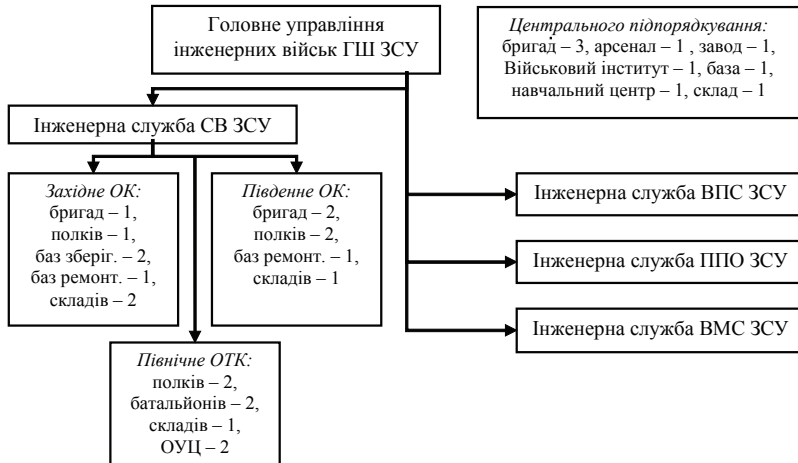 Головне управління
інженерних військ ГШ ЗСУ
Центрального підпорядкування:
бригад – 3, арсенал – 1 , завод – 1,
Військовий інститут – 1, база – 1,
навчальний центр – 1, склад – 1
Інженерна служба СВ ЗСУ
Західне ОК:
бригад – 1,
полків – 1,
баз зберіг. – 2,
баз ремонт. – 1,
складів – 2
Південне ОК:
бригад – 2,
полків – 2,
баз ремонт. – 1,
складів – 1
Північне ОТК:
полків – 2,
батальйонів – 2,
складів – 1,
ОУЦ – 2
Інженерна служба ВПС ЗСУ
Інженерна служба ППО ЗСУ
Інженерна служба ВМС ЗСУ